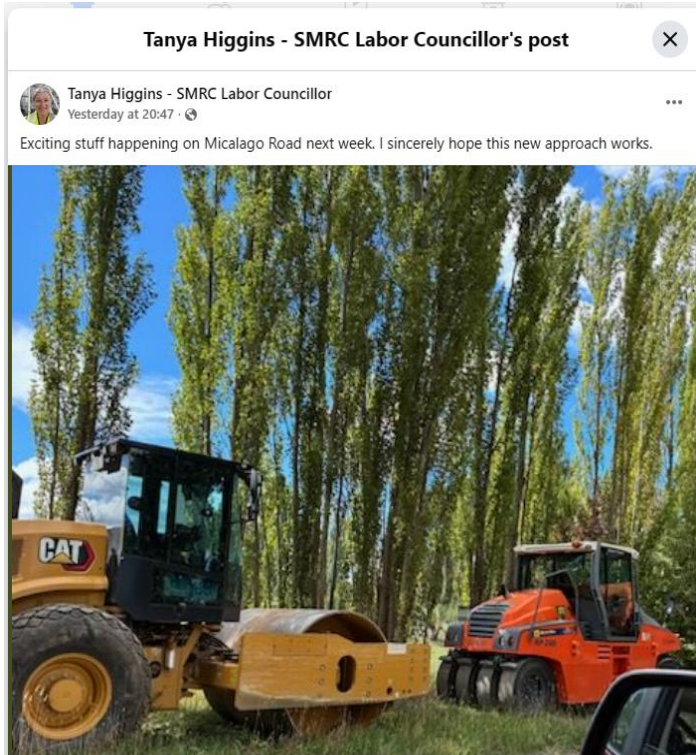 Tanya Higgins - SMRC Labor Councillor's post
Tanya Higgins - SMRC Labor Councillor
Yesterday at 20:47 ·
Exciting stuff happening on Micalago Road next week. I sincerely hope this new approach works.
CAT